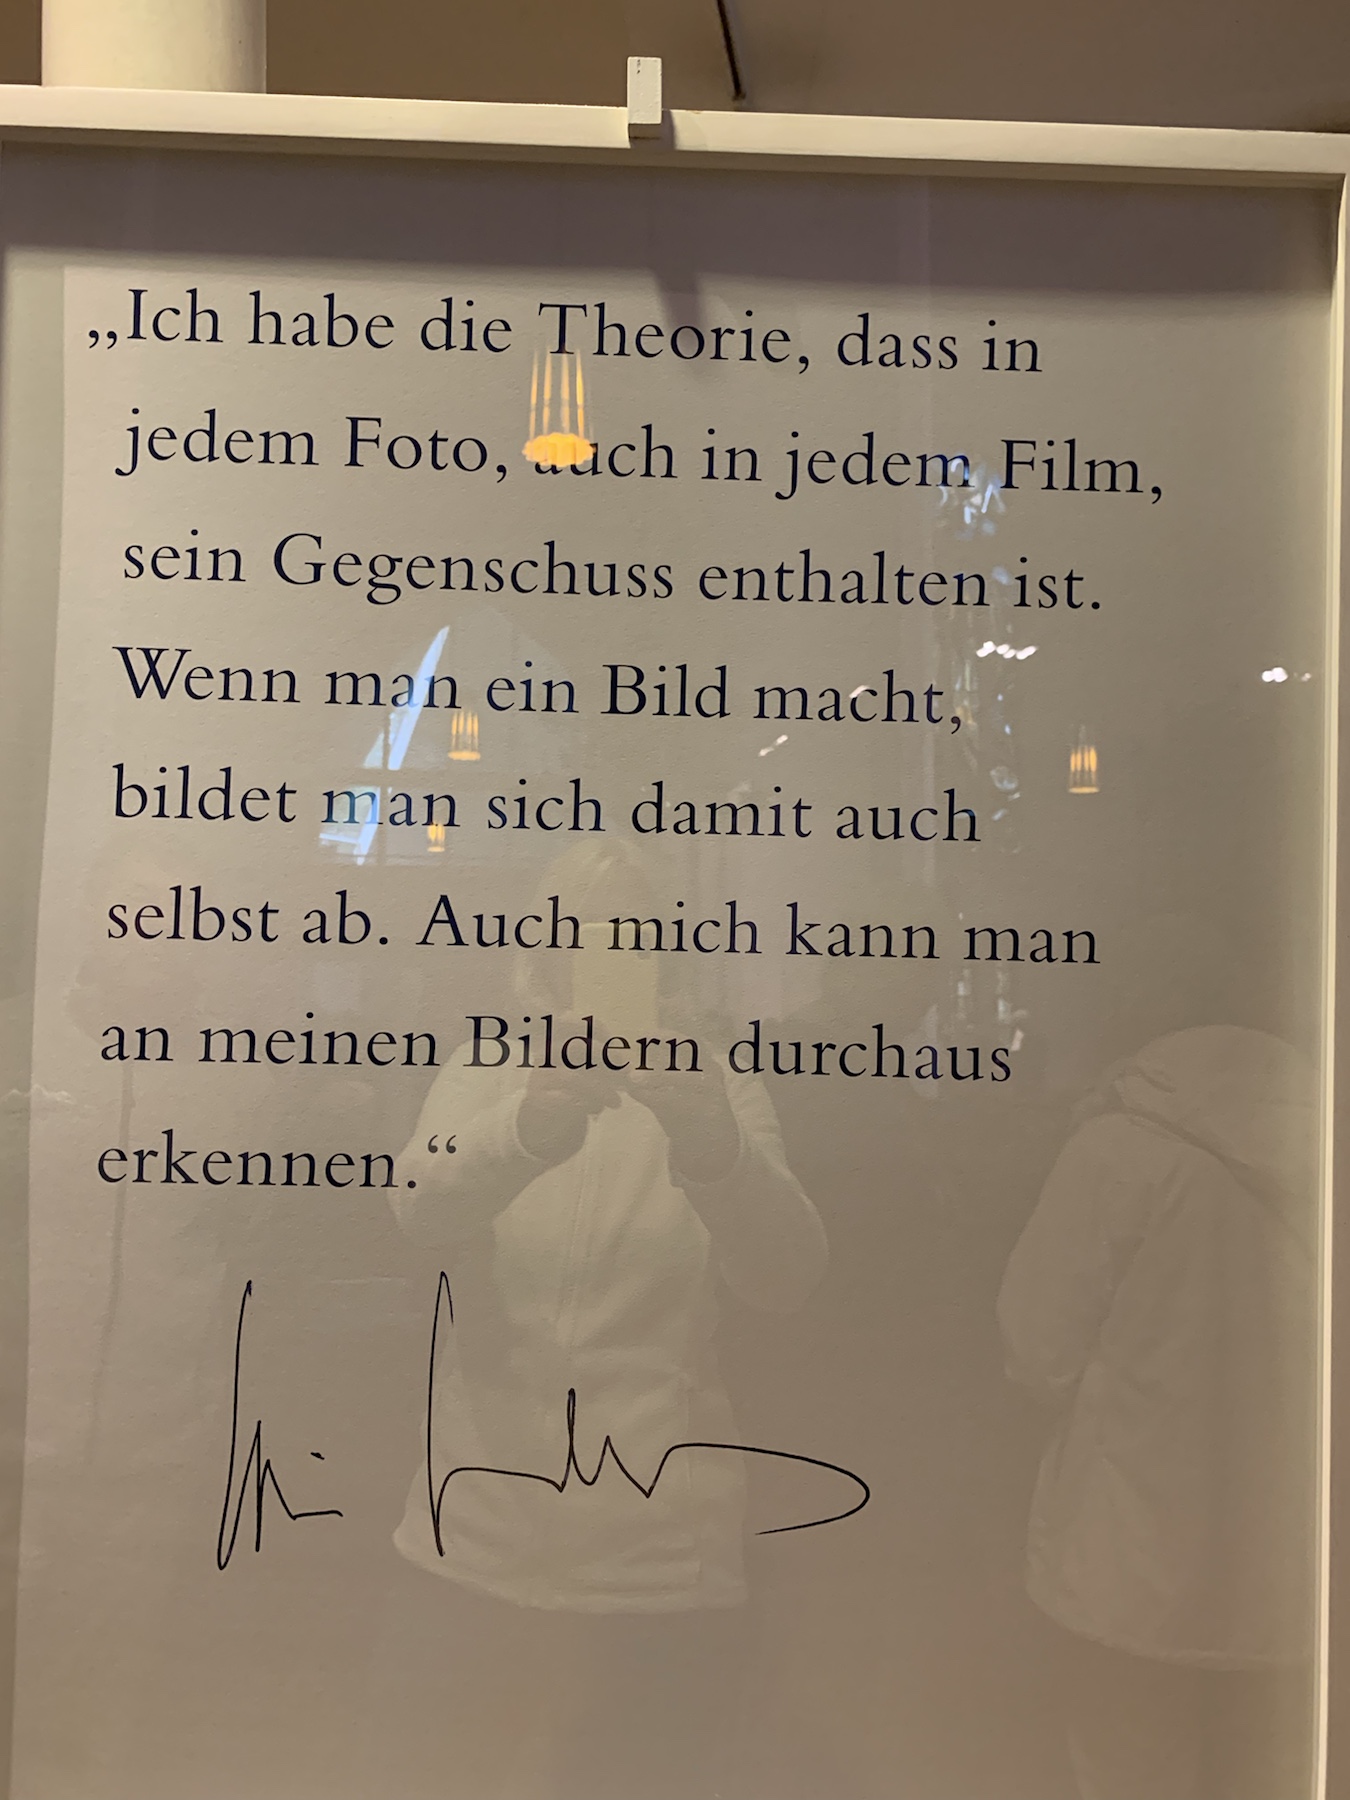 „Ich habe die Theorie, dass in
jedem Foto, auch in jedem Film,
sein Gegenschuss enthalten ist.
Wenn man ein Bild macht,
bildet man sich damit auch
selbst ab. Auch mich kann man
an meinen Bildern durchaus
erkennen.“